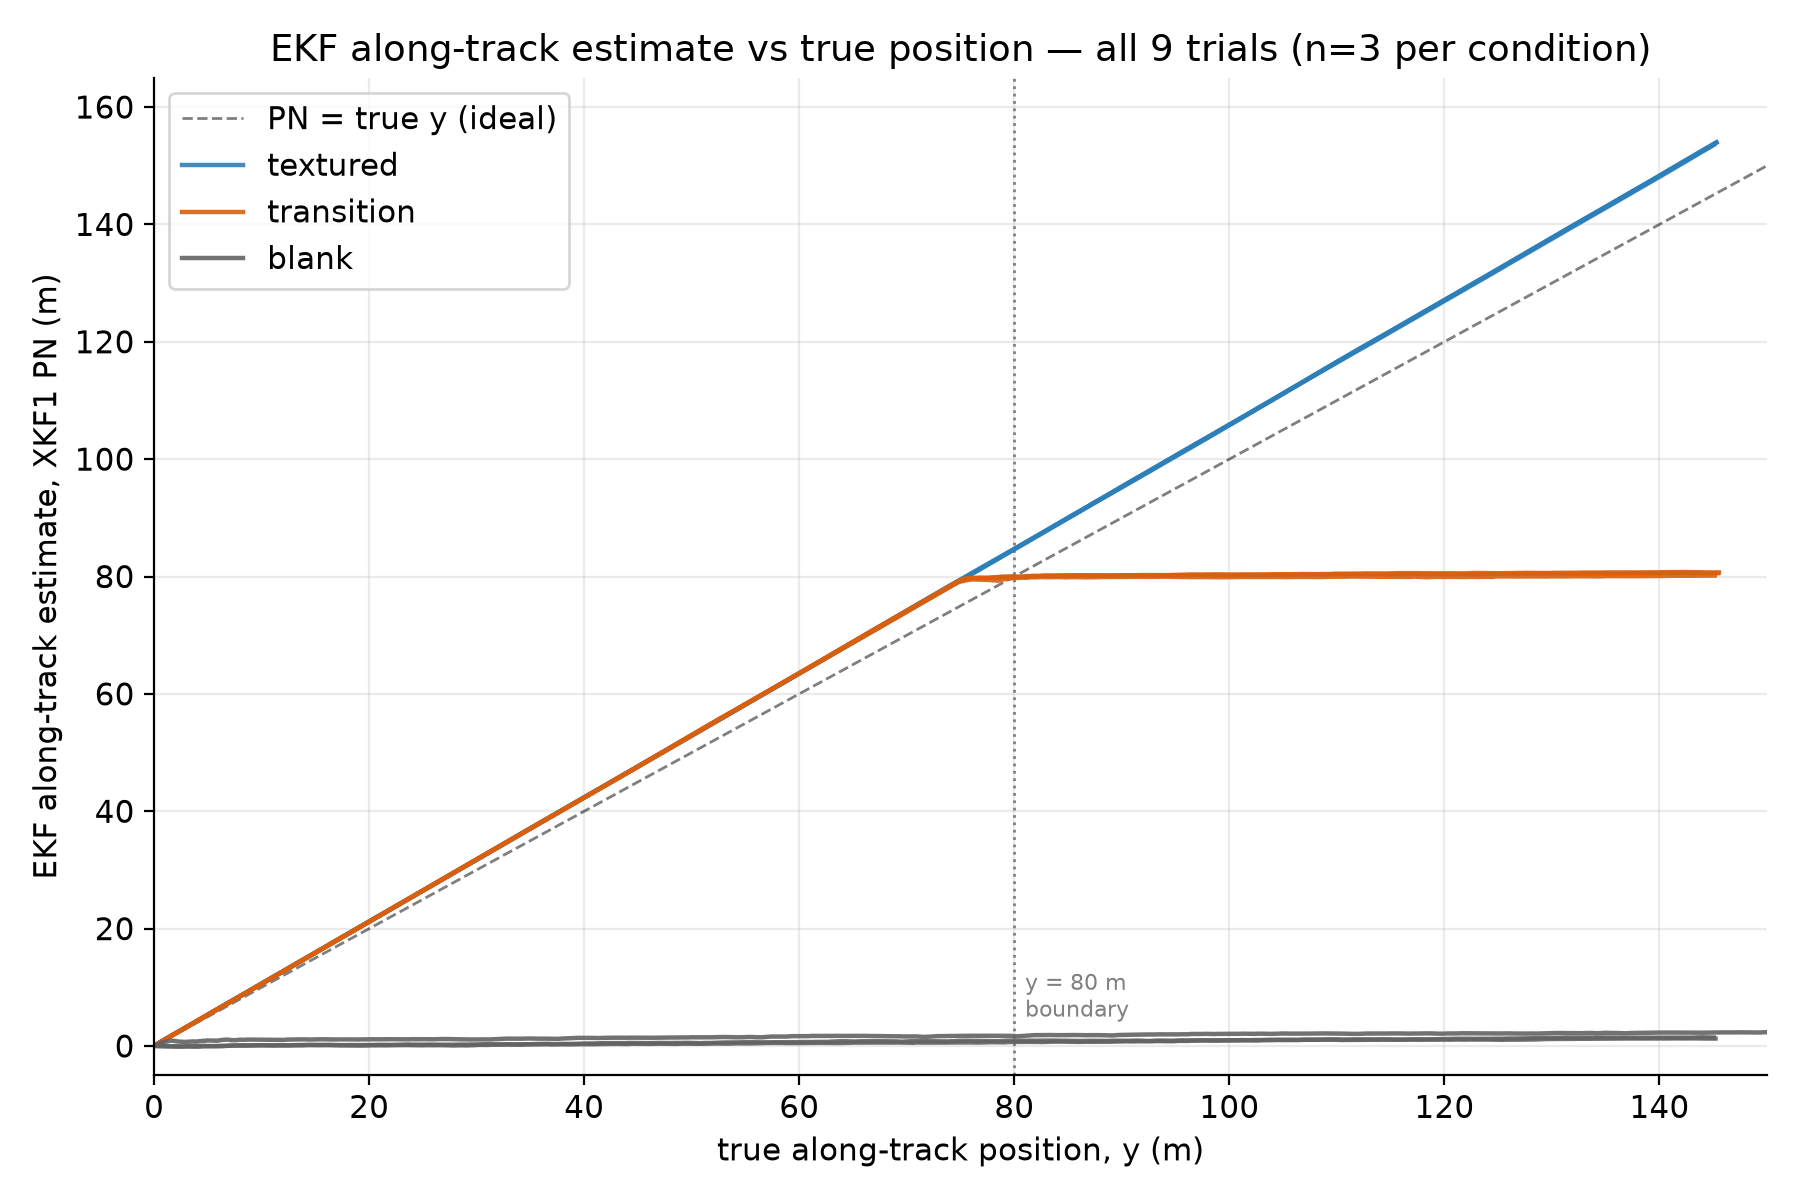 EKF along-track estimate vs true position — all 9 trials (n=3 per condition)
PN = true y (ideal)
textured
transition
blank
EKF along-track estimate, XKF1 PN (m)
160
140
120
100
80
60
40
20
0
y = 80 m
boundary
0 20 40 60 80 100 120 140
true along-track position, y (m)